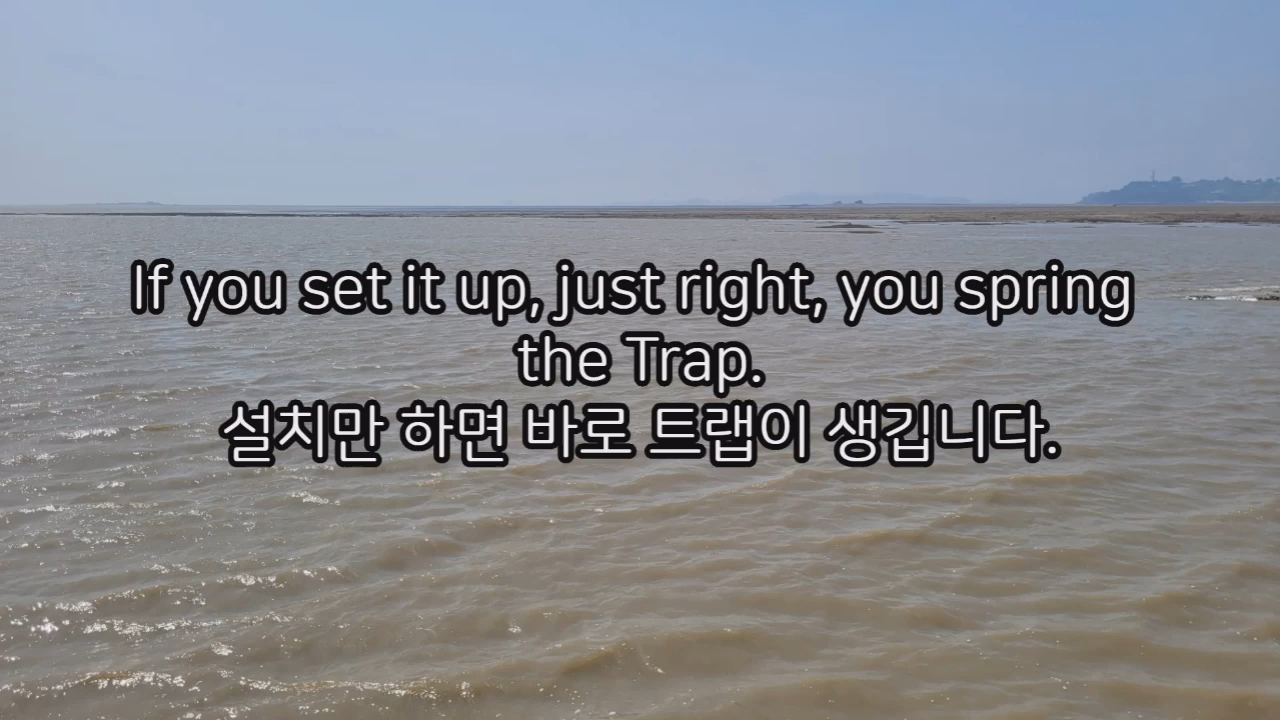 If you set it up, just right, you spring
the Trap.
설치만 하면 바로 트랩이 생깁니다.